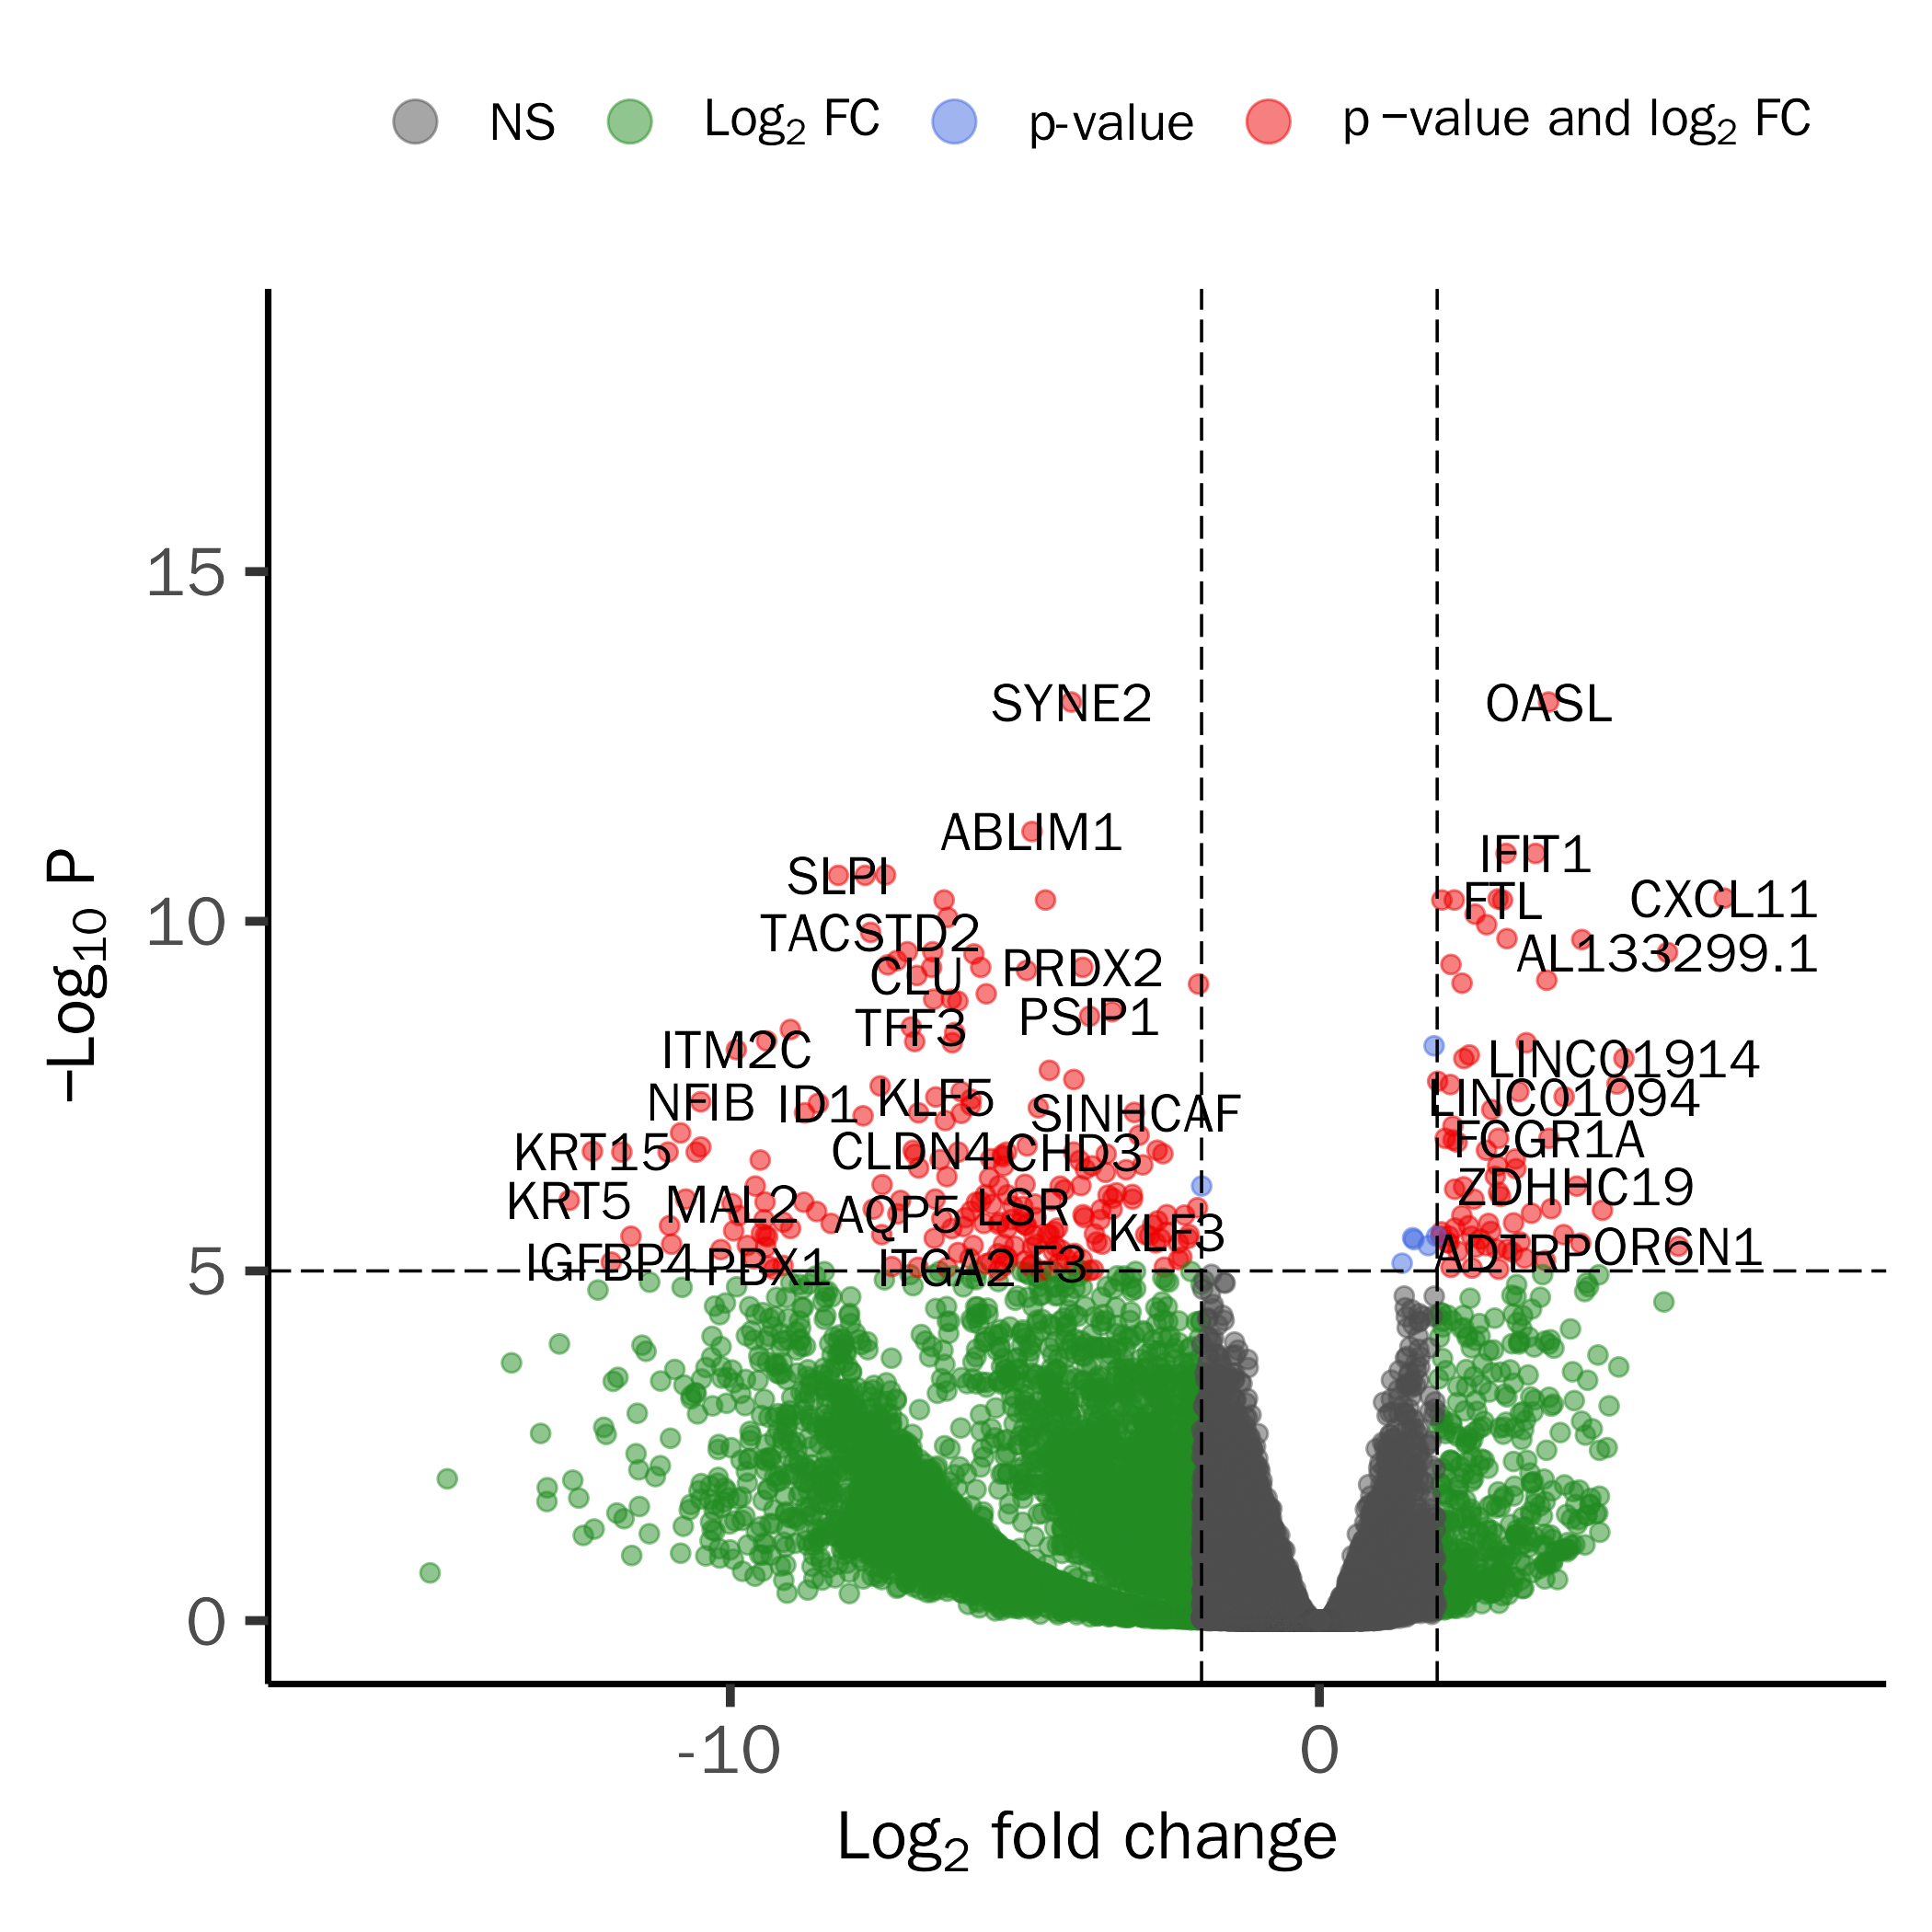 NS Log₂ FC p-value p −value and log₂ FC
−Log₁₀ P
15
10
5
0
SYNE2 OASL
ABLIM1
IFIT1
SLPI
FTL CXCL11
TACSTD2
AL133299.1
CLU PRDX2
PSIP1
TFF3
ITM2C
LINC01914
NFIB ID1 KLF5 LINC01094
SINHCAF
KRT15 CLDN4 CHD3 FCGR1A
KRT5 MAL2 ZDHHC19
AQP5 LSR
KLF3
IGFBP4 PBX1 ITGA2 F3 ADTRP ORGN1
-10 0
Log₂ fold change